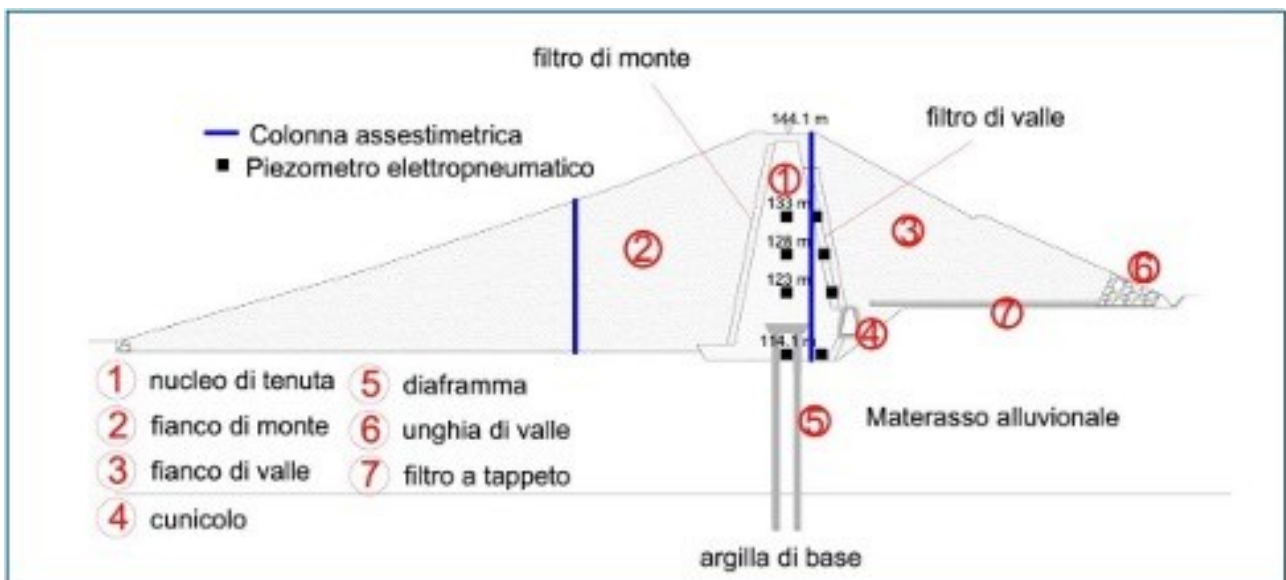 filtro di monte
144.1 m
filtro di valle
Colonna assestimetrica
Piezometro elettropneumatico
1
133 m
3
2
128 m
6
123 m
7
4
114.1 m
1 nucleo di tenuta
5 diaframma
2 fianco di monte
6 unghia di valle
5
Materasso alluvionale
3 fianco di valle
7 filtro a tappeto
4 cunicolo
argilla di base